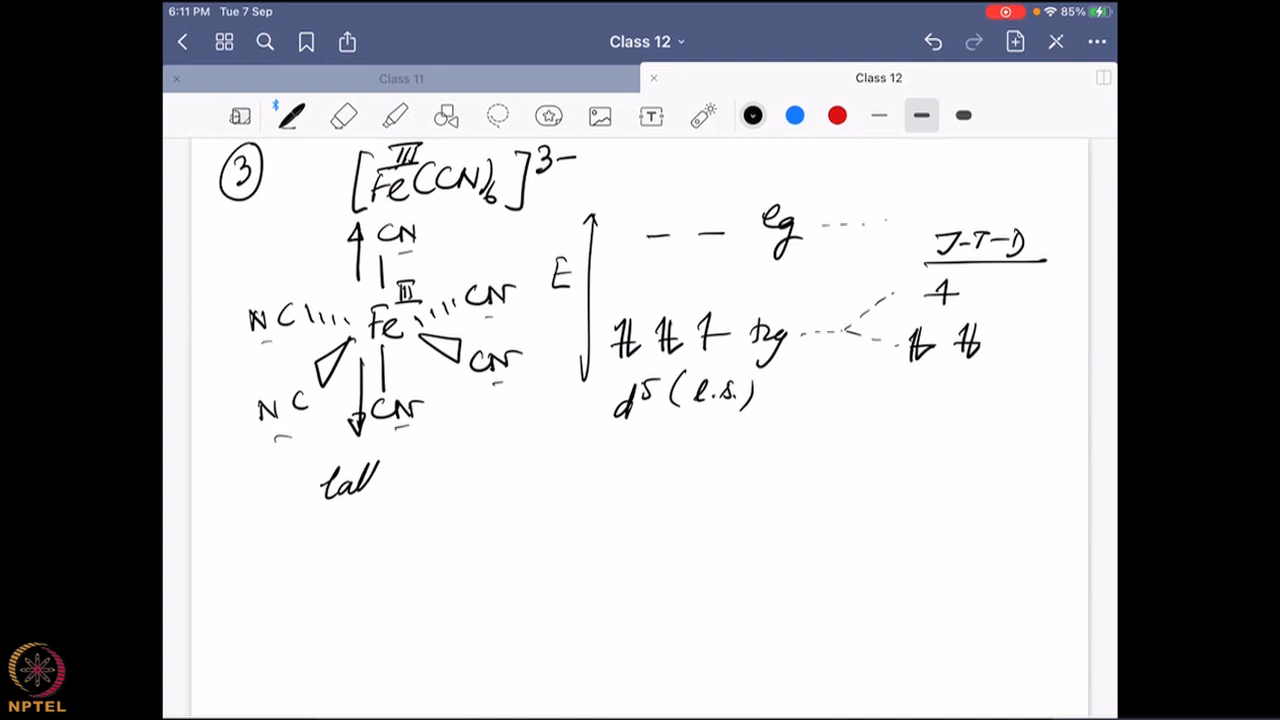 6:11 PM Tue 7 Sep
85%
Class 12
Class 11
Class 12
T
3
[Fe(CN)6]3-
III
CN
eg
J-T-D
E
III
NC
Fe
CN
t2g
CN
NC
CN
d5 (l.s.)
tall
NPTEL